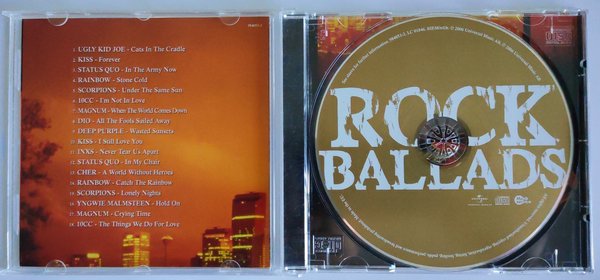 984051-2
1. UGLY KID JOE - Cats In The Cradle
2. KISS - Forever
3. STATUS QUO - In The Army Now
4. RAINBOW - Stone Cold
5. SCORPIONS - Under The Same Sun
6. 10CC - I'm Not In Love
7. MAGNUM - When The World Comes Down
8. DIO - All The Fools Sailed Away
9. DEEP PURPLE - Wasted Sunsets
10. KISS - I Still Love You
11. INXS - Never Tear Us Apart
12. STATUS QUO - In My Chair
13. CHER - A World Without Heroes
14. RAINBOW - Catch The Rainbow
15. SCORPIONS - Lonely Nights
16. YNGWIE MALMSTEEN - Hold On
17. MAGNUM - Crying Time
18. 10CC - The Things We Do For Love
ROCK
BALLADS